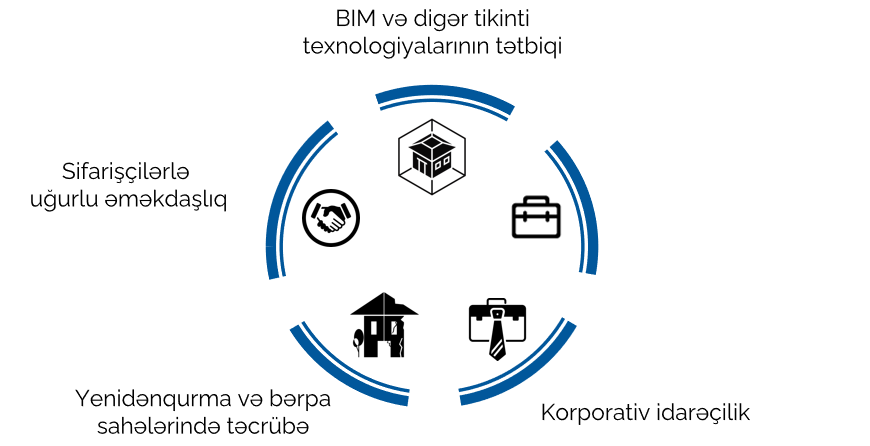 BIM və digər tikinti
texnologiyalarının tətbiqi
Sifarişçilərlə
uğurlu əməkdaşlıq
Yenidənqurma və bərpa
sahələrində təcrübə
Korporativ idarəçilik